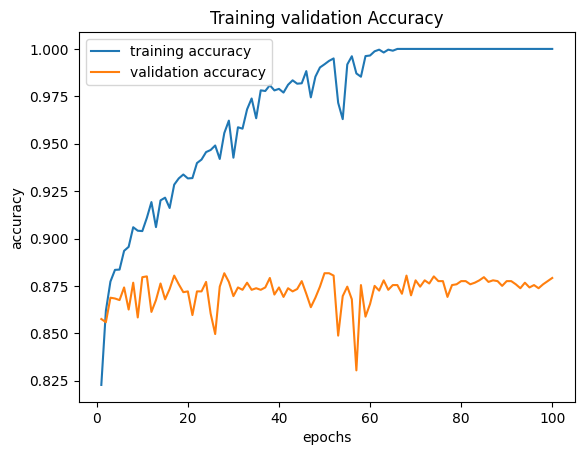 Training validation Accuracy
training accuracy
validation accuracy
1.000
0.975
0.950
0.925
0.900
0.875
0.850
0.825
accuracy
0
20
40
60
80
100
epochs